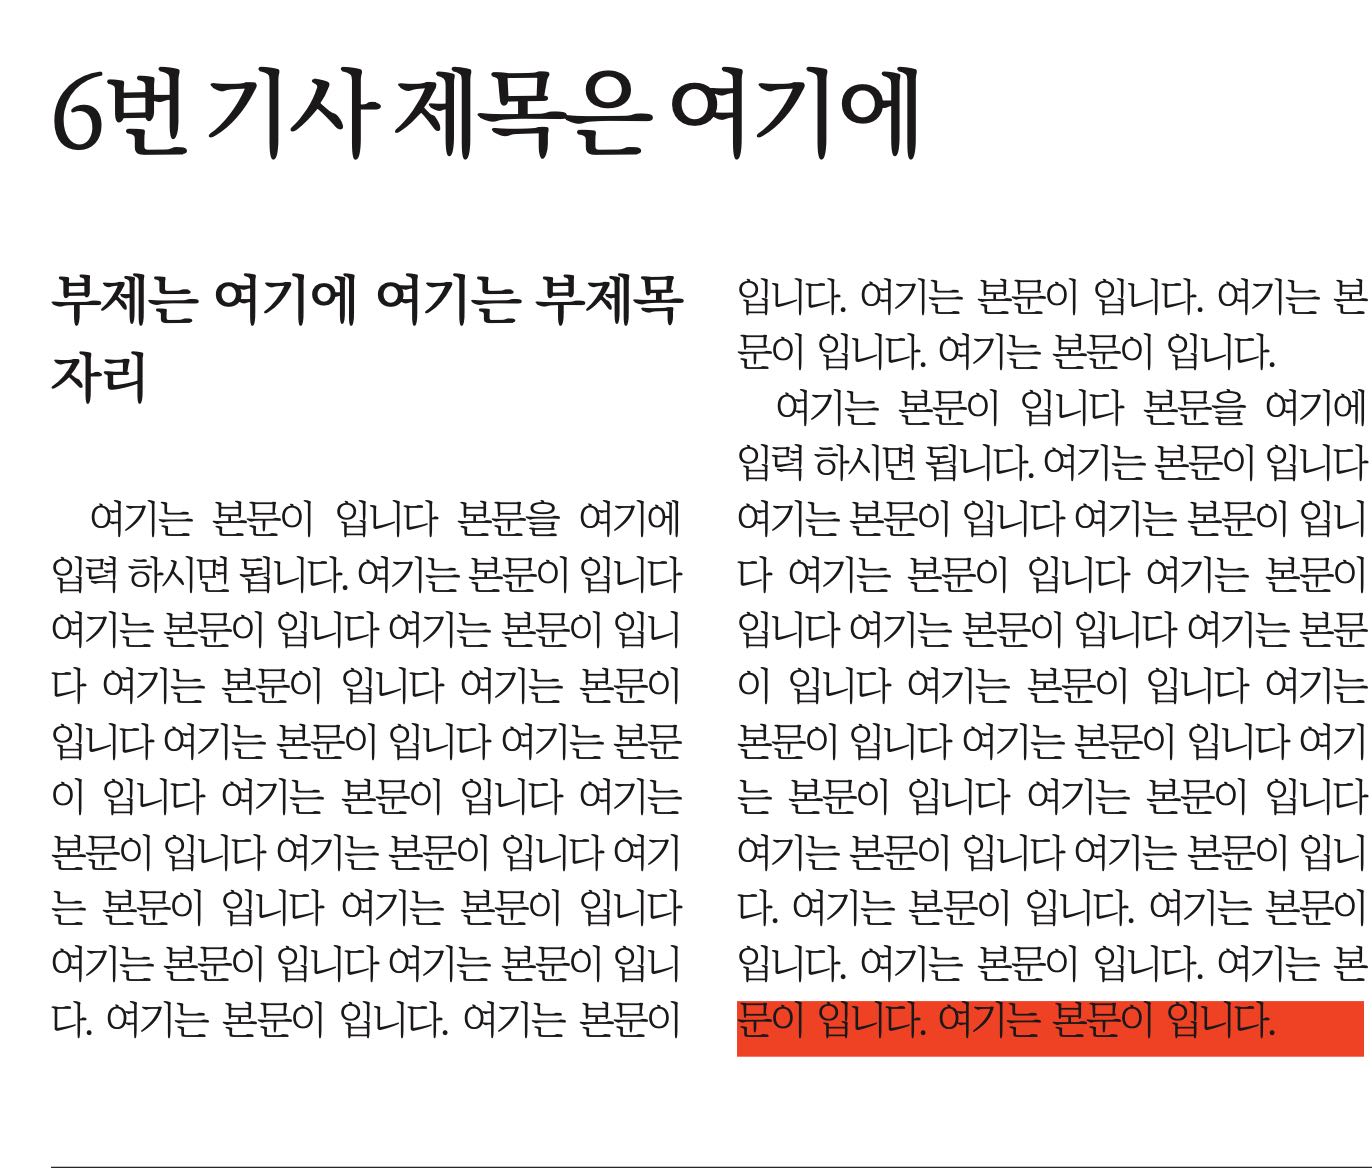 6번 기사 제목은 여기에
부제는 여기에 여기는 부제목
자리
여기는 본문이 입니다 본문을 여기에
입력 하시면 됩니다. 여기는 본문이 입니다
여기는 본문이 입니다 여기는 본문이 입니
다 여기는 본문이 입니다 여기는 본문이
입니다 여기는 본문이 입니다 여기는 본문
이 입니다 여기는 본문이 입니다 여기는
본문이 입니다 여기는 본문이 입니다 여기
는 본문이 입니다 여기는 본문이 입니다
여기는 본문이 입니다 여기는 본문이 입니
다. 여기는 본문이 입니다. 여기는 본문이
입니다. 여기는 본문이 입니다. 여기는 본
문이 입니다. 여기는 본문이 입니다.
여기는 본문이 입니다 본문을 여기에
입력 하시면 됩니다. 여기는 본문이 입니다
여기는 본문이 입니다 여기는 본문이 입니
다 여기는 본문이 입니다 여기는 본문이
입니다 여기는 본문이 입니다 여기는 본문
이 입니다 여기는 본문이 입니다 여기는
본문이 입니다 여기는 본문이 입니다 여기
는 본문이 입니다 여기는 본문이 입니다
여기는 본문이 입니다 여기는 본문이 입니
다. 여기는 본문이 입니다. 여기는 본문이
입니다. 여기는 본문이 입니다. 여기는 본
문이 입니다. 여기는 본문이 입니다.